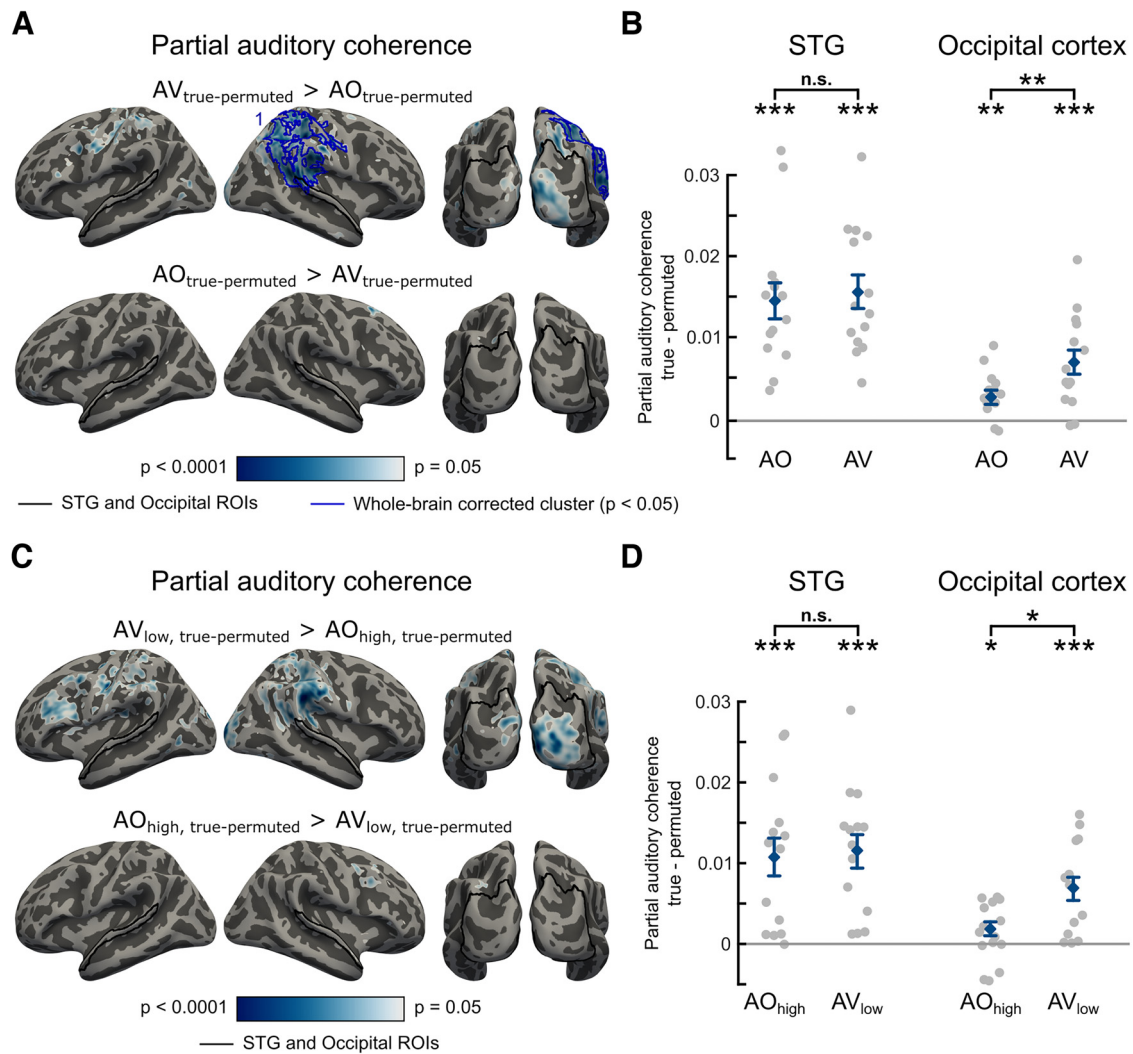 A
Partial auditory coherence
AVtrue-permuted > AOtrue-permuted
1
AOtrue-permuted > AVtrue-permuted
p < 0.0001 p = 0.05
STG and Occipital ROIs Whole-brain corrected cluster (p < 0.05)
B
STG Occipital cortex
n.s. **
*** *** ** ***
Partial auditory coherence
true - permuted
0.03
0.02
0.01
0
AO AV AO AV
C
Partial auditory coherence
AVlow, true-permuted > AOhigh, true-permuted
AOhigh, true-permuted > AVlow, true-permuted
p < 0.0001 p = 0.05
STG and Occipital ROIs
D
STG Occipital cortex
n.s. *
*** *** * ***
Partial auditory coherence
true - permuted
0.03
0.02
0.01
0
AOhigh AVlow AOhigh AVlow